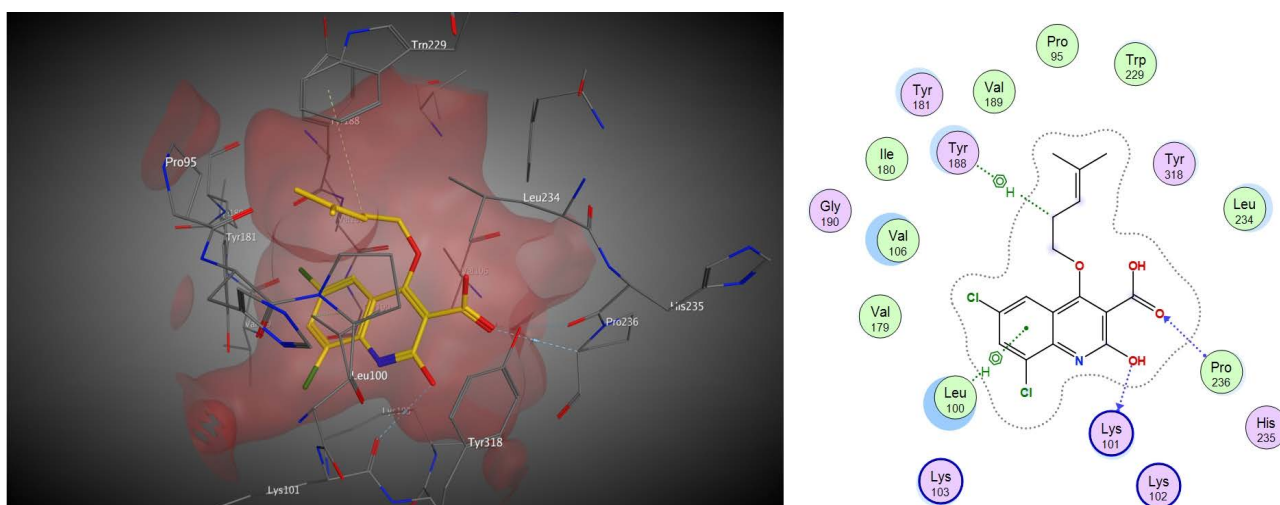 Trp229
Pro95
Leu234
Tyr181
His235
Pro236
Leu100
Tyr318
Lys101
Pro
95
Trp
229
Tyr
181
Val
189
Tyr
188
Ile
180
Tyr
318
H
Gly
190
Leu
234
Val
106
O
OH
Cl
O
Val
179
H
N
OH
Pro
236
Cl
Leu
100
Lys
101
His
235
Lys
103
Lys
102